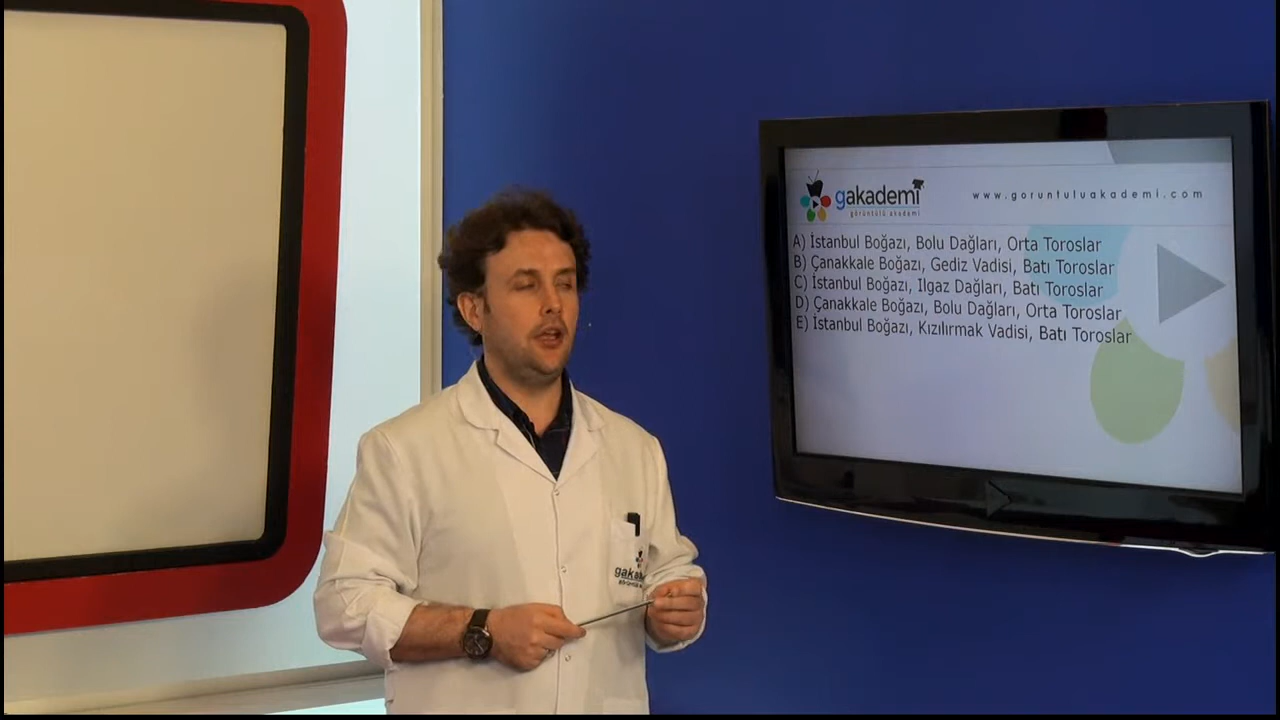 gakademi
görüntülü akademi
www.goruntuluakademi.com
A) İstanbul Boğazı, Bolu Dağları, Orta Toroslar
B) Çanakkale Boğazı, Gediz Vadisi, Batı Toroslar
C) İstanbul Boğazı, Ilgaz Dağları, Batı Toroslar
D) Çanakkale Boğazı, Bolu Dağları, Orta Toroslar
E) İstanbul Boğazı, Kızılırmak Vadisi, Batı Toroslar